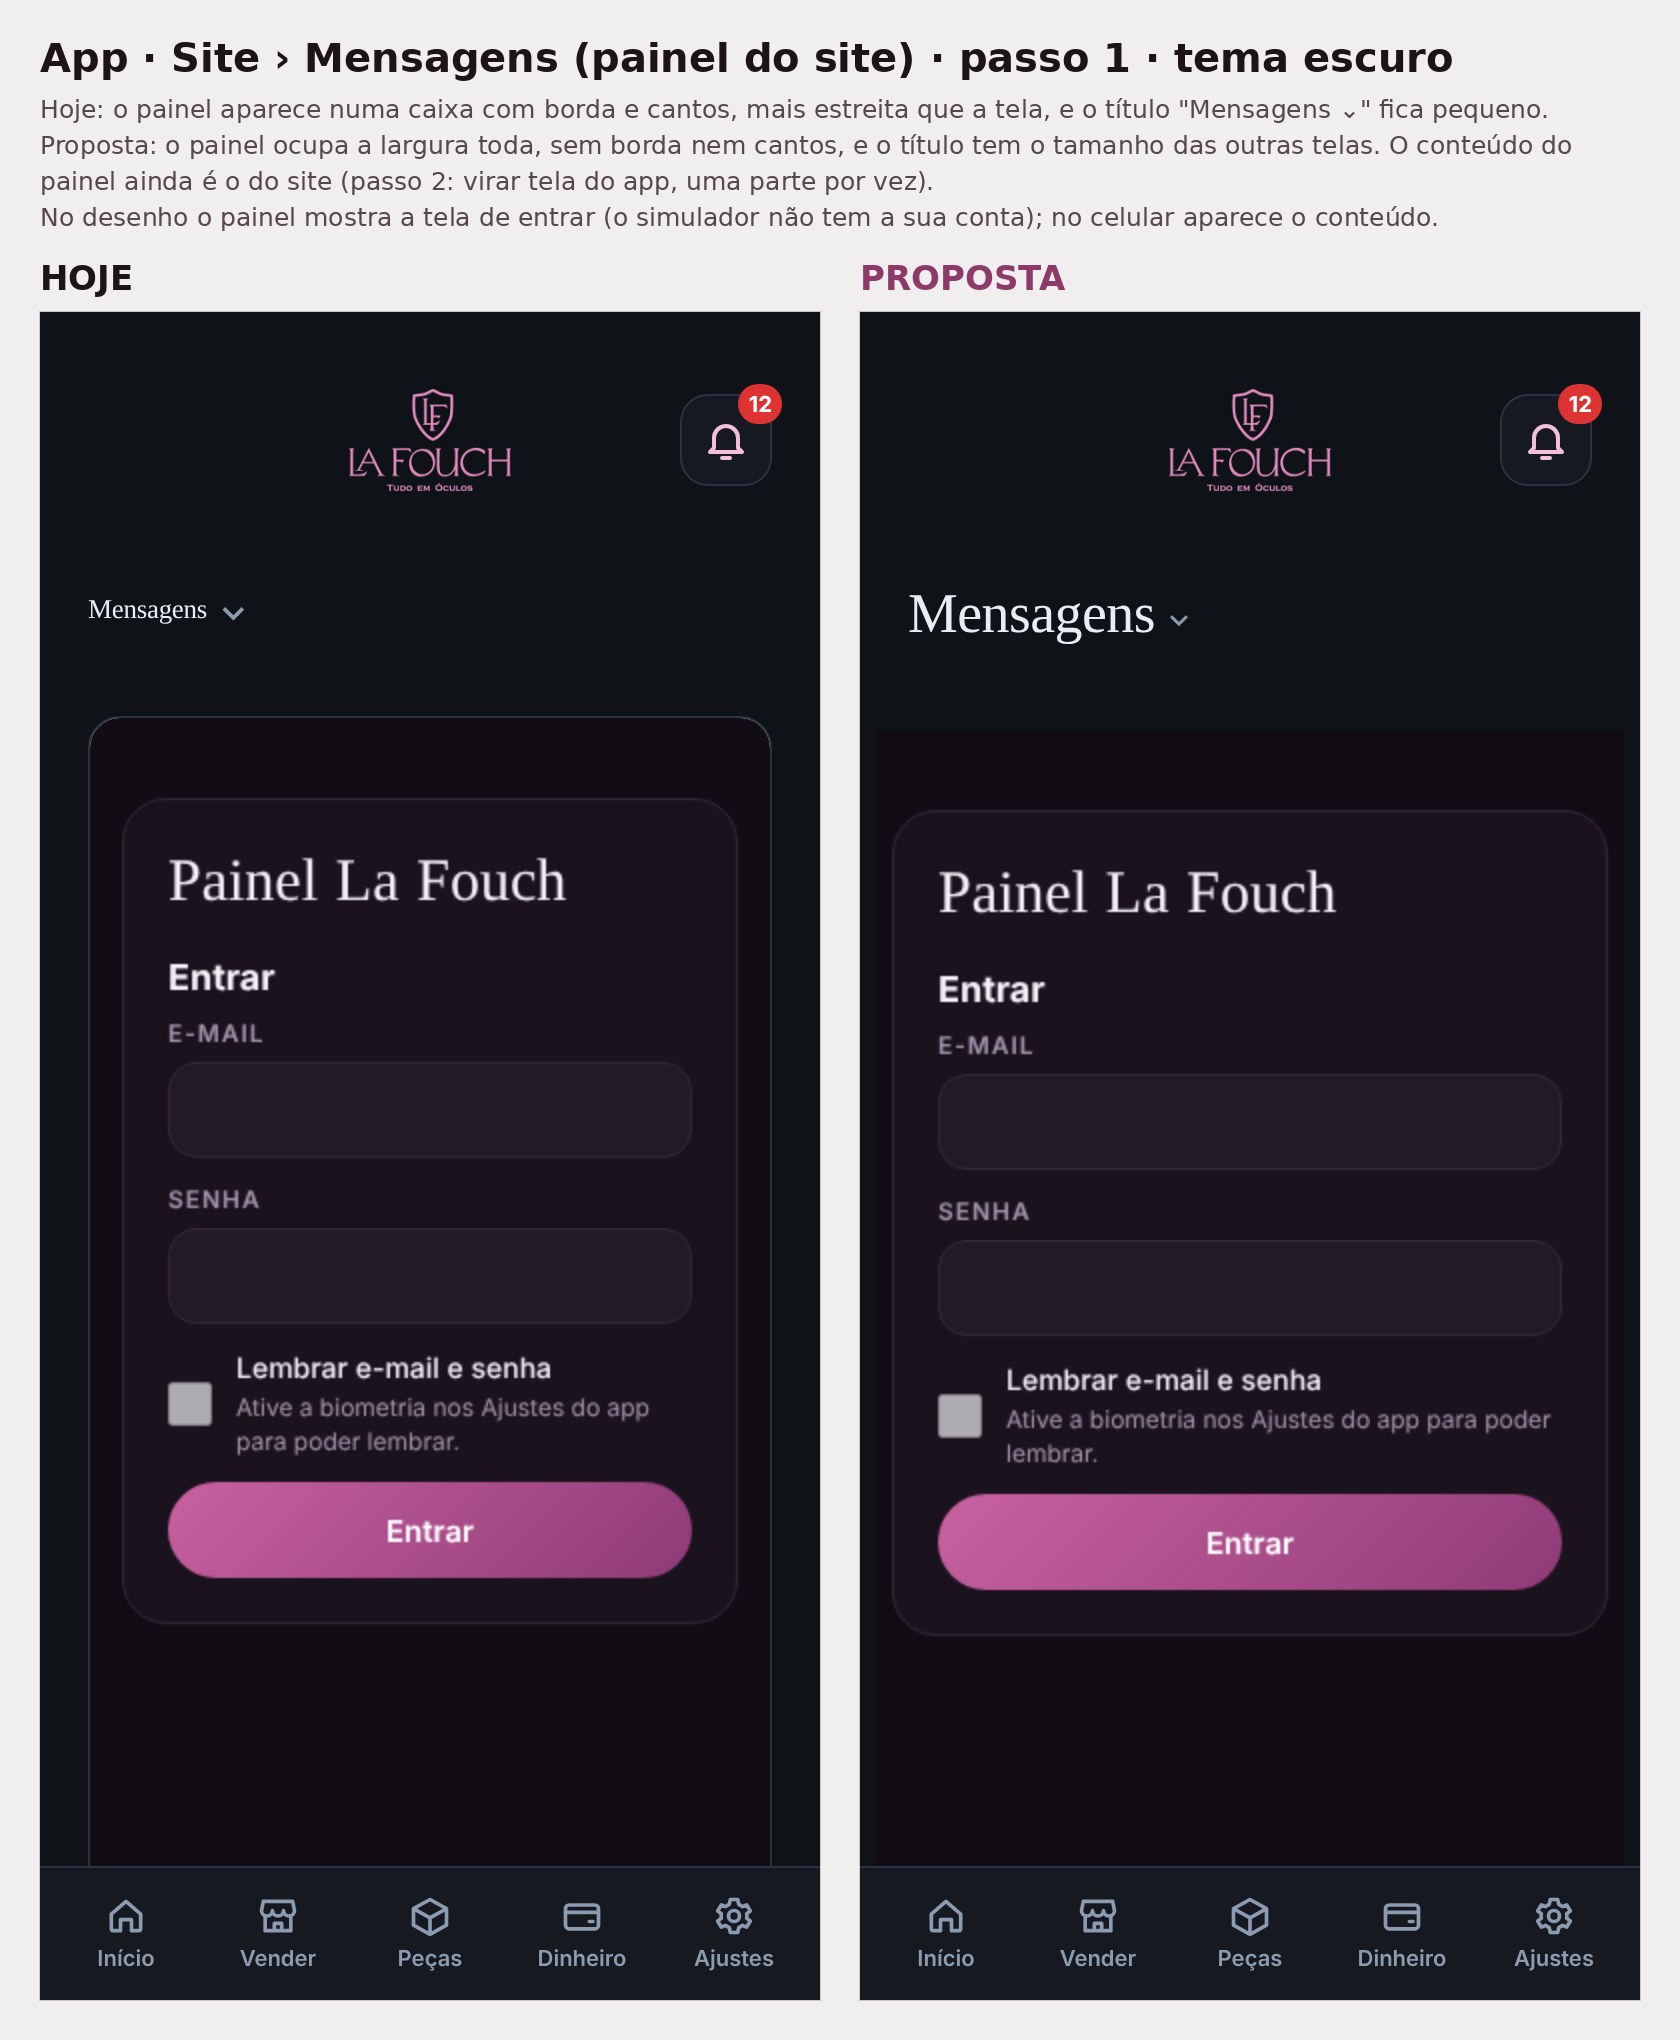 App · Site › Mensagens (painel do site) · passo 1 · tema escuro
Hoje: o painel aparece numa caixa com borda e cantos, mais estreita que a tela, e o título "Mensagens ⌄" fica pequeno.
Proposta: o painel ocupa a largura toda, sem borda nem cantos, e o título tem o tamanho das outras telas. O conteúdo do
painel ainda é o do site (passo 2: virar tela do app, uma parte por vez).
No desenho o painel mostra a tela de entrar (o simulador não tem a sua conta); no celular aparece o conteúdo.
HOJE
LF
LA FOUCH
TUDO EM ÓCULOS
12
Mensagens
Painel La Fouch
Entrar
E-MAIL
SENHA
Lembrar e-mail e senha
Ative a biometria nos Ajustes do app
para poder lembrar.
Entrar
Início Vender Peças Dinheiro Ajustes
PROPOSTA
LF
LA FOUCH
TUDO EM ÓCULOS
12
Mensagens
Painel La Fouch
Entrar
E-MAIL
SENHA
Lembrar e-mail e senha
Ative a biometria nos Ajustes do app para poder
lembrar.
Entrar
Início Vender Peças Dinheiro Ajustes